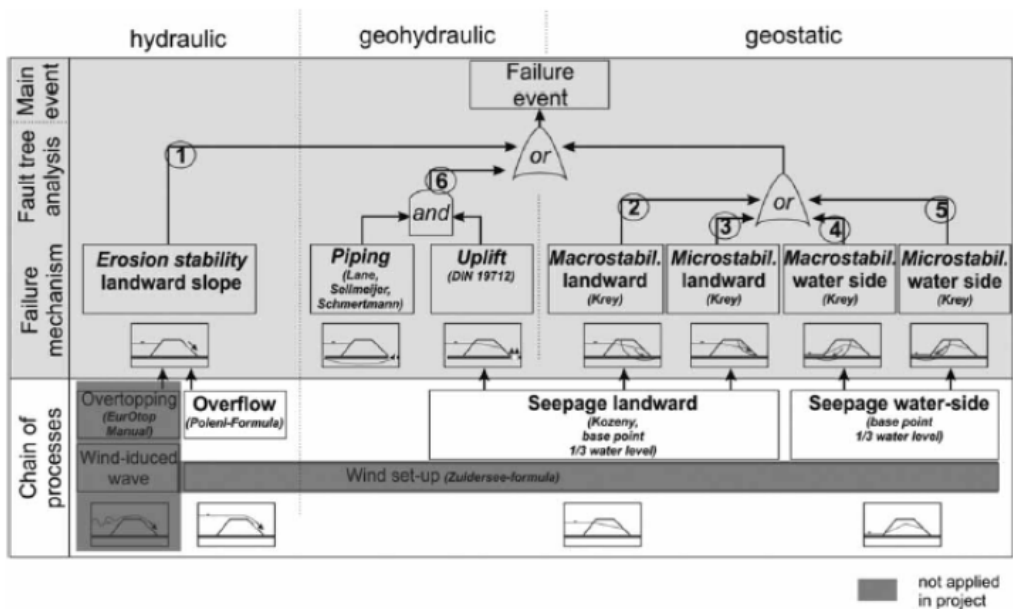 hydraulic
geohydraulic
geostatic
Main
event
Failure
event
Fault tree
analysis
1
or
6
and
2
or
3
4
5
Failure
mechanism
Erosion stability
landward slope
Piping
(Lane,
Sellmeijer,
Schmertmann)
Uplift
(DIN 19712)
Macrostabil.
landward
(Krey)
Microstabil.
landward
(Krey)
Macrostabil.
water side
(Krey)
Microstabil.
water side
(Krey)
Chain of
processes
Overtopping
(EurOtop
Manual)
Overflow
(Poleni-Formula)
Seepage landward
(Kozeny,
base point
1/3 water level)
Seepage water-side
(base point
1/3 water level)
Wind-iduced
wave
Wind set-up (Zuidersee-formula)
not applied
in project